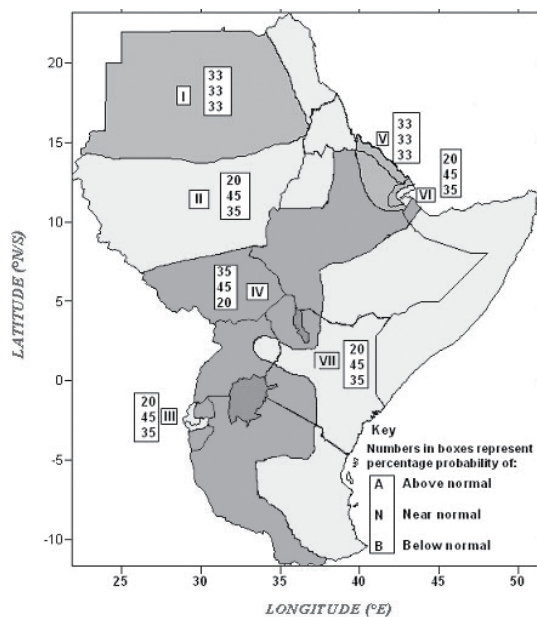 20
15
10
5
0
-5
-10
LATITUDE (°N/S)
I
33
33
33
V
33
33
33
20
45
35
VI
II
20
45
35
35
45
20
IV
VII
20
45
35
20
45
35
III
Key
Numbers in boxes represent
percentage probability of:
A Above normal
N Near normal
B Below normal
25 30 35 40 45 50
LONGITUDE (°E)